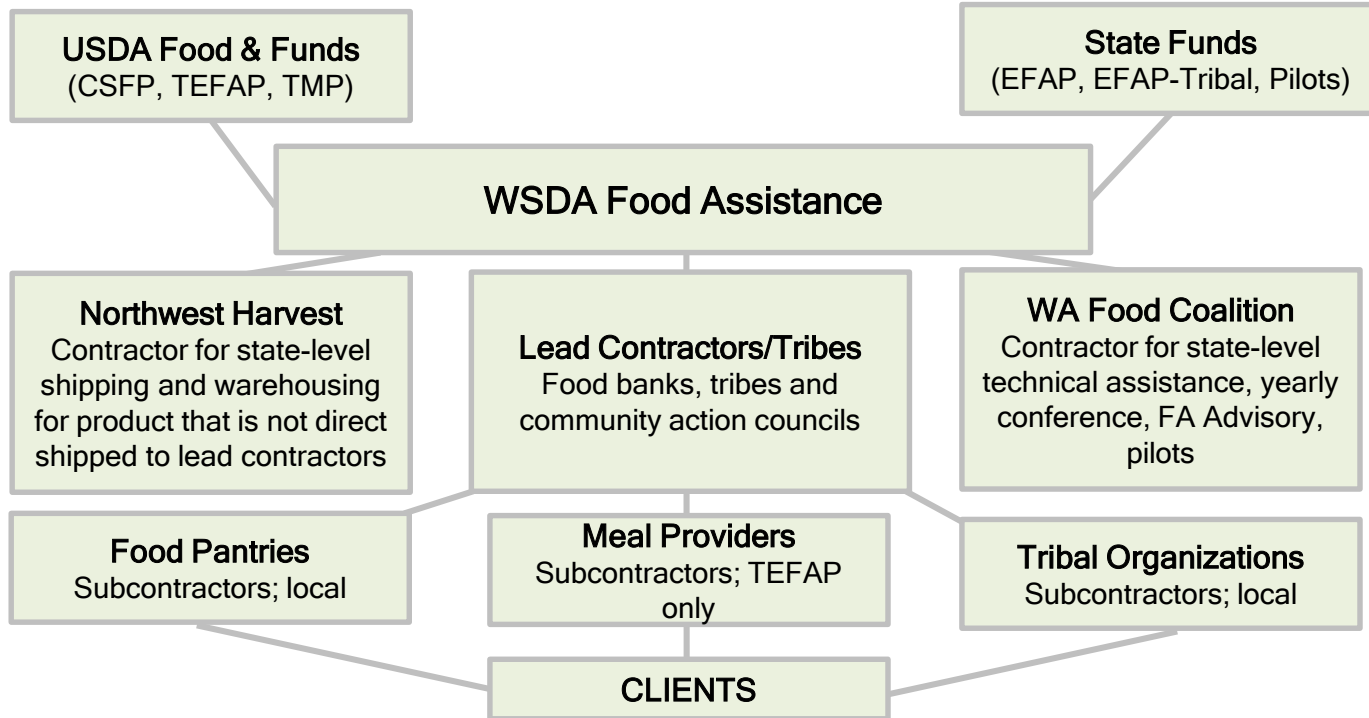 USDA Food & Funds
(CSFP, TEFAP, TMP)
State Funds
(EFAP, EFAP-Tribal, Pilots)
WSDA Food Assistance
Northwest Harvest
Contractor for state-level
shipping and warehousing
for product that is not direct
shipped to lead contractors
Lead Contractors/Tribes
Food banks, tribes and
community action councils
WA Food Coalition
Contractor for state-level
technical assistance, yearly
conference, FA Advisory,
pilots
Food Pantries
Subcontractors; local
Meal Providers
Subcontractors; TEFAP
only
Tribal Organizations
Subcontractors; local
CLIENTS